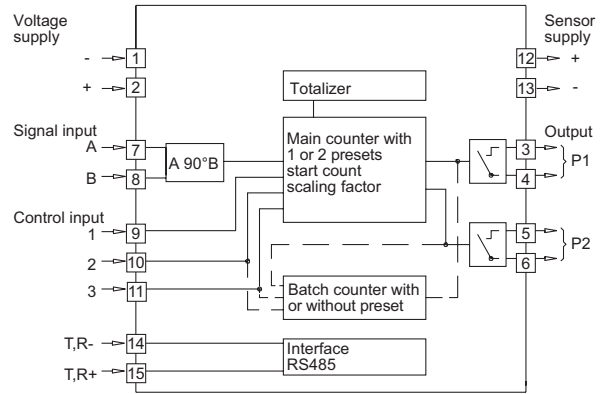 Voltage
supply
- 1
+ 2
Signal input
A 7
B 8
A 90°B
Control input
1 9
2 10
3 11
T,R- 14
T,R+ 15
Totalizer
Main counter with
1 or 2 presets
start count
scaling factor
Batch counter with
or without preset
Interface
RS485
Sensor
supply
12 +
13 -
Output
3
4
P1
5
6
P2